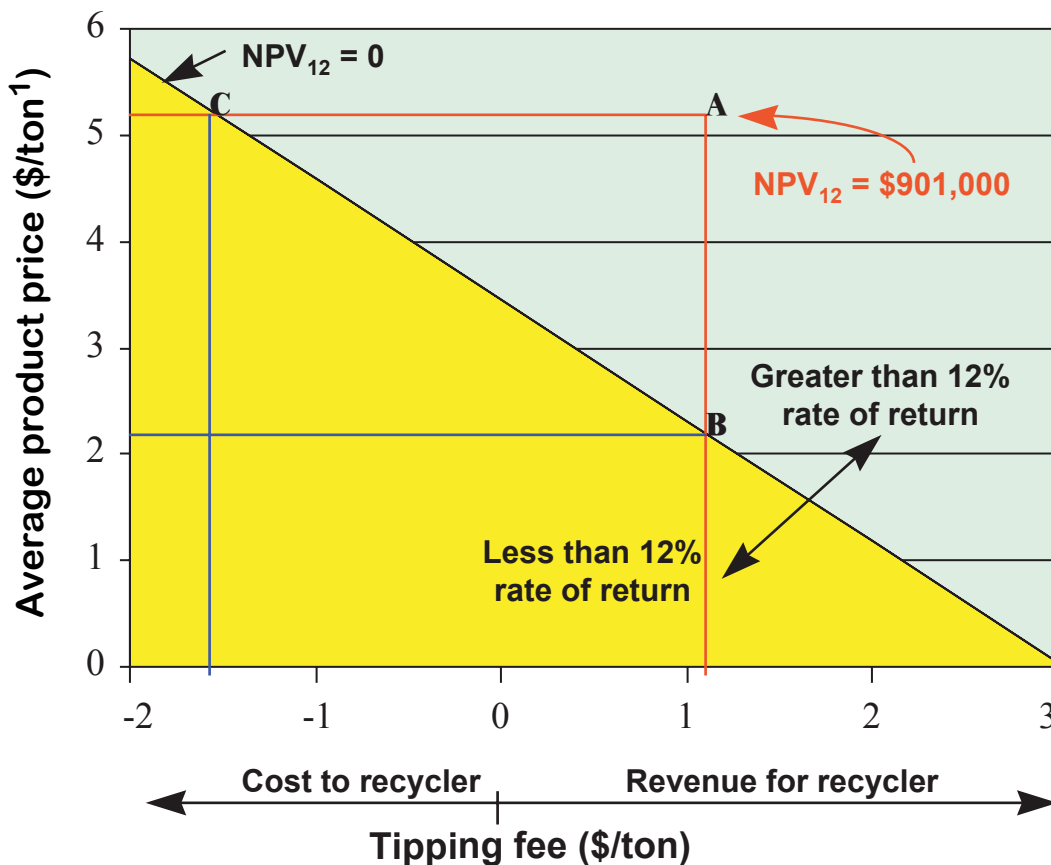 Average product price ($/ton¹)
6
5
4
3
2
1
0
NPV₁₂ = 0
C
A
NPV₁₂ = $901,000
Greater than 12%
rate of return
B
Less than 12%
rate of return
-2 -1 0 1 2 3
Cost to recycler Revenue for recycler
Tipping fee ($/ton)